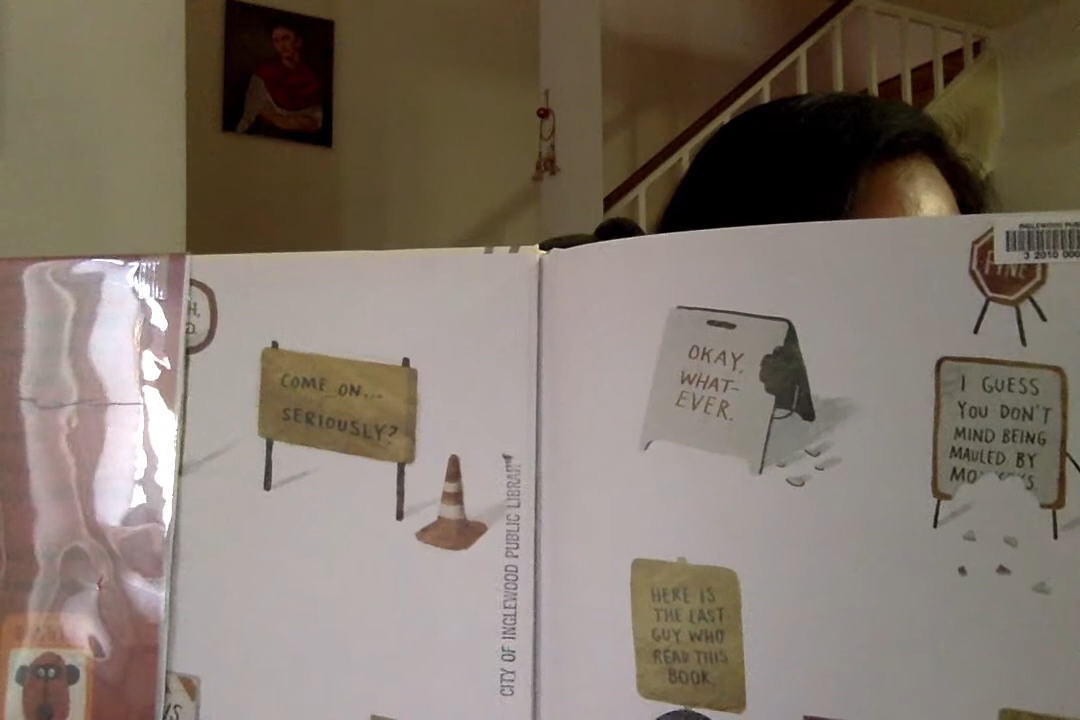 COME ON...
SERIOUSLY?
CITY OF INGLEWOOD PUBLIC LIBRARY
OKAY,
WHAT-
EVER.
HERE IS
THE LAST
GUY WHO
READ THIS
BOOK.
FINE
I GUESS
YOU DON'T
MIND BEING
MAULED BY